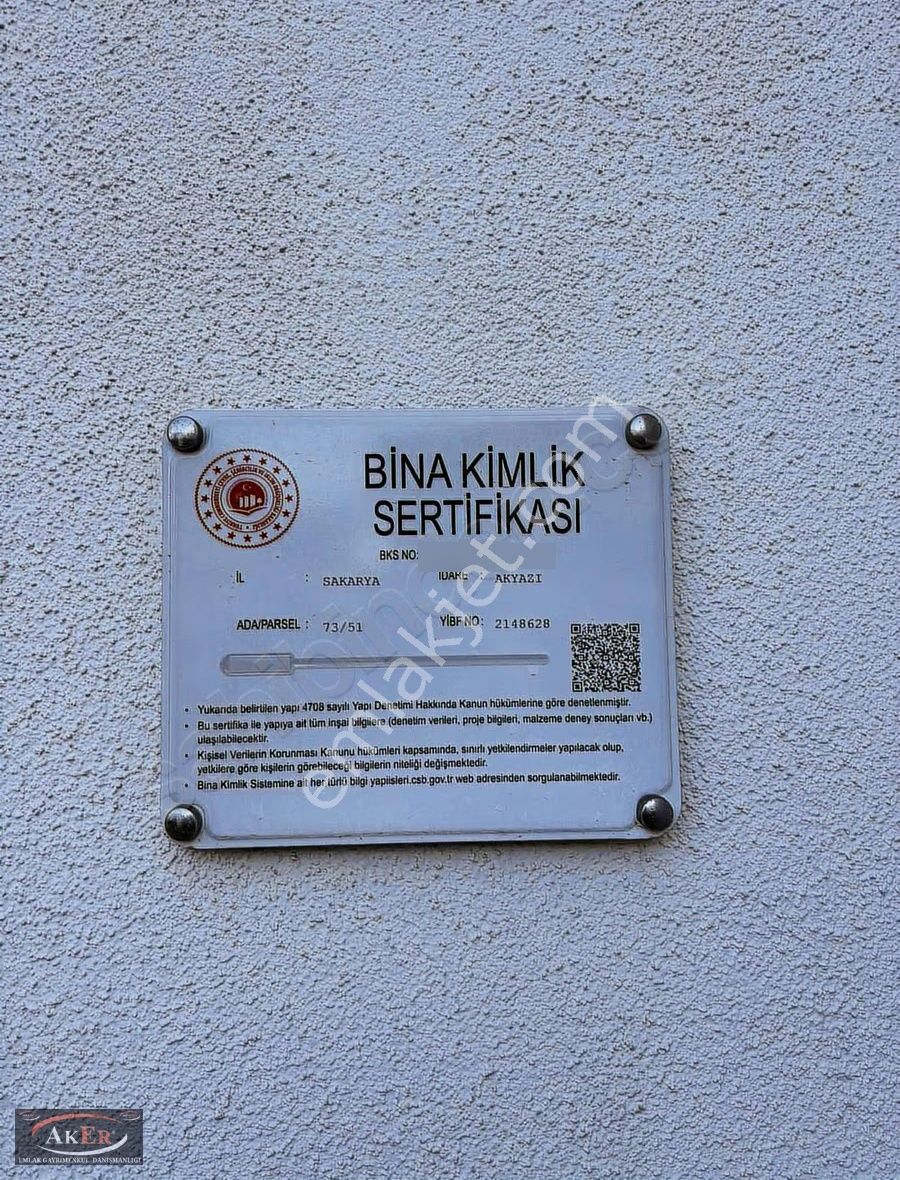 BİNA KİMLİK
SERTİFİKASI
BKS NO:
İL : SAKARYA
İDARE : AKYAZI
ADA/PARSEL : 73/51
YİBF NO: 2148628
• Yukarıda belirtilen yapı 4708 sayılı Yapı Denetimi Hakkında Kanun hükümlerine göre denetlenmiştir.
• Bu sertifika ile yapıya ait tüm inşai bilgilere (denetim verileri, proje bilgileri, malzeme deney sonuçları vb.)
ulaşılabilecektir.
• Kişisel Verilerin Korunması Kanunu hükümleri kapsamında, sınırlı yetkilendirmeler yapılacak olup,
yetkilere göre kişilerin görebileceği bilgilerin niteliği değişmektedir.
• Bina Kimlik Sistemine ait her türlü bilgi yapiisleri.csb.gov.tr web adresinden sorgulanabilmektedir.
emlakjet.com
AKER
EMLAK GAYRİMENKUL DANIŞMANLIĞI